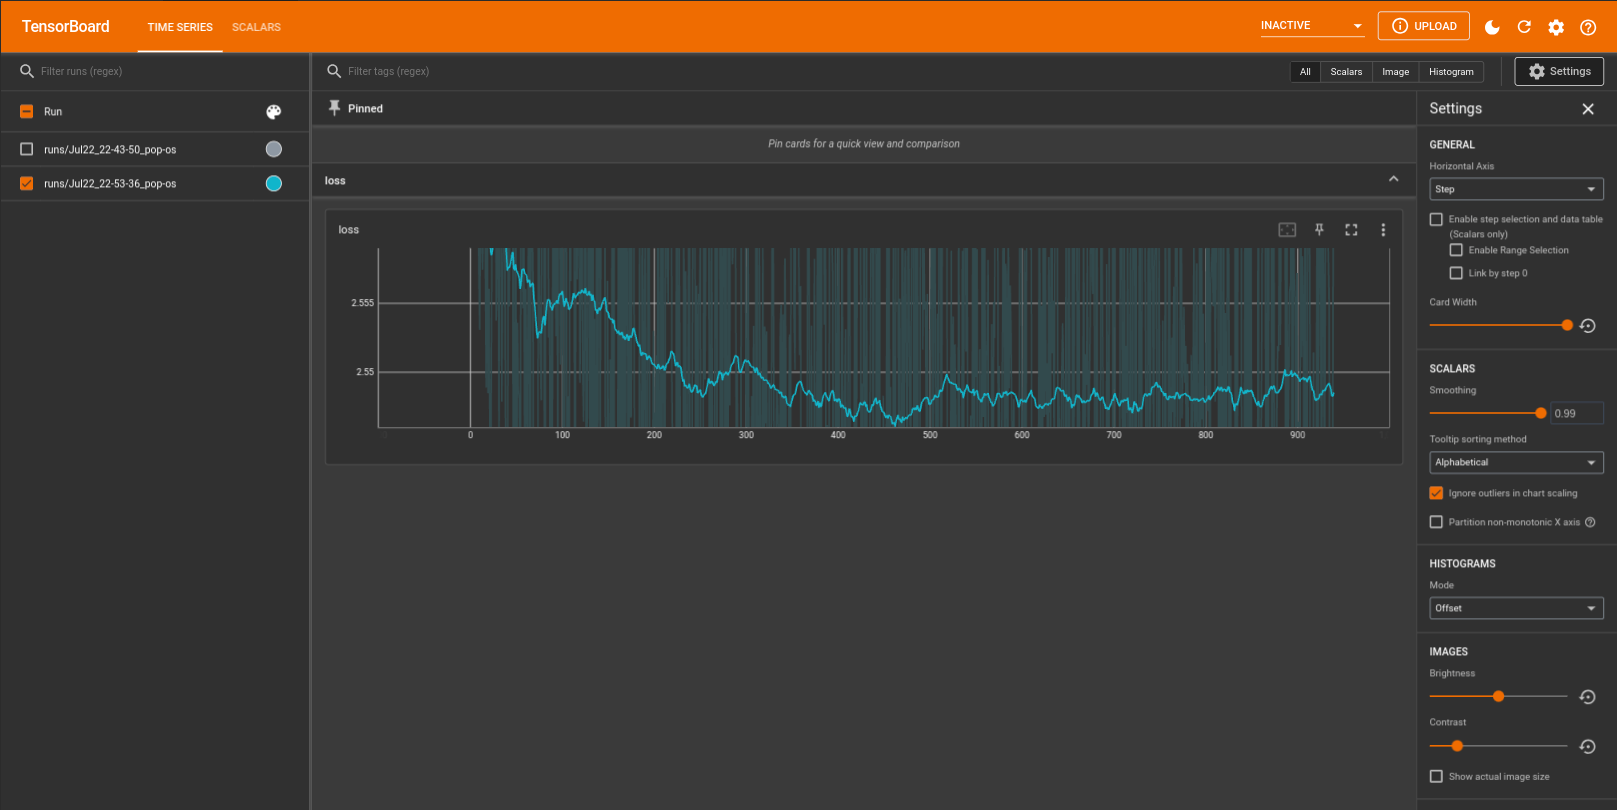 TensorBoard
TIME SERIES
SCALARS
INACTIVE
UPLOAD
Filter runs (regex)
Run
runs/Jul22_22-43-50_pop-os
runs/Jul22_22-53-36_pop-os
Filter tags (regex)
All
Scalars
Image
Histogram
Settings
Pinned
Pin cards for a quick view and comparison
loss
loss
2.555
2.55
0 100 200 300 400 500 600 700 800 900
Settings
GENERAL
Horizontal Axis
Step
Enable step selection and data table
(Scalars only)
Enable Range Selection
Link by step 0
Card Width
SCALARS
Smoothing
0.99
Tooltip sorting method
Alphabetical
Ignore outliers in chart scaling
Partition non-monotonic X axis
HISTOGRAMS
Mode
Offset
IMAGES
Brightness
Contrast
Show actual image size